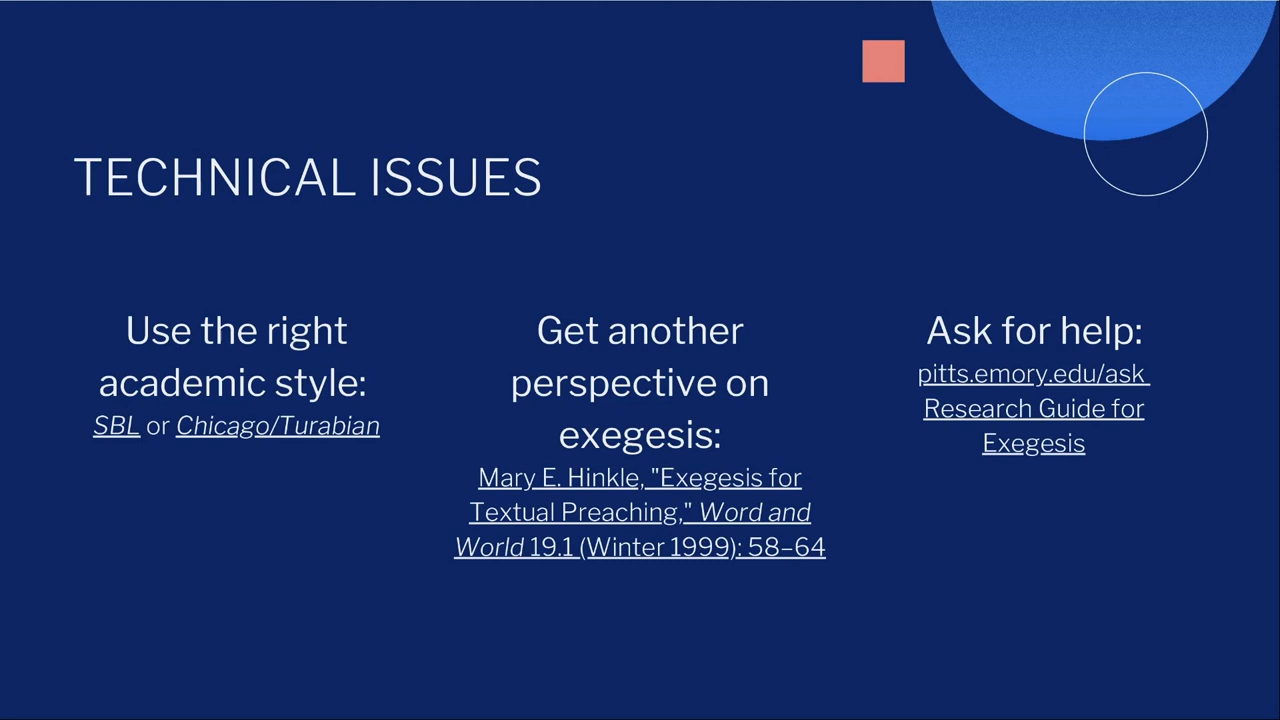 TECHNICAL ISSUES
Use the right
academic style:
SBL or Chicago/Turabian
Get another
perspective on
exegesis:
Mary E. Hinkle, "Exegesis for
Textual Preaching," Word and
World 19.1 (Winter 1999): 58–64
Ask for help:
pitts.emory.edu/ask
Research Guide for
Exegesis